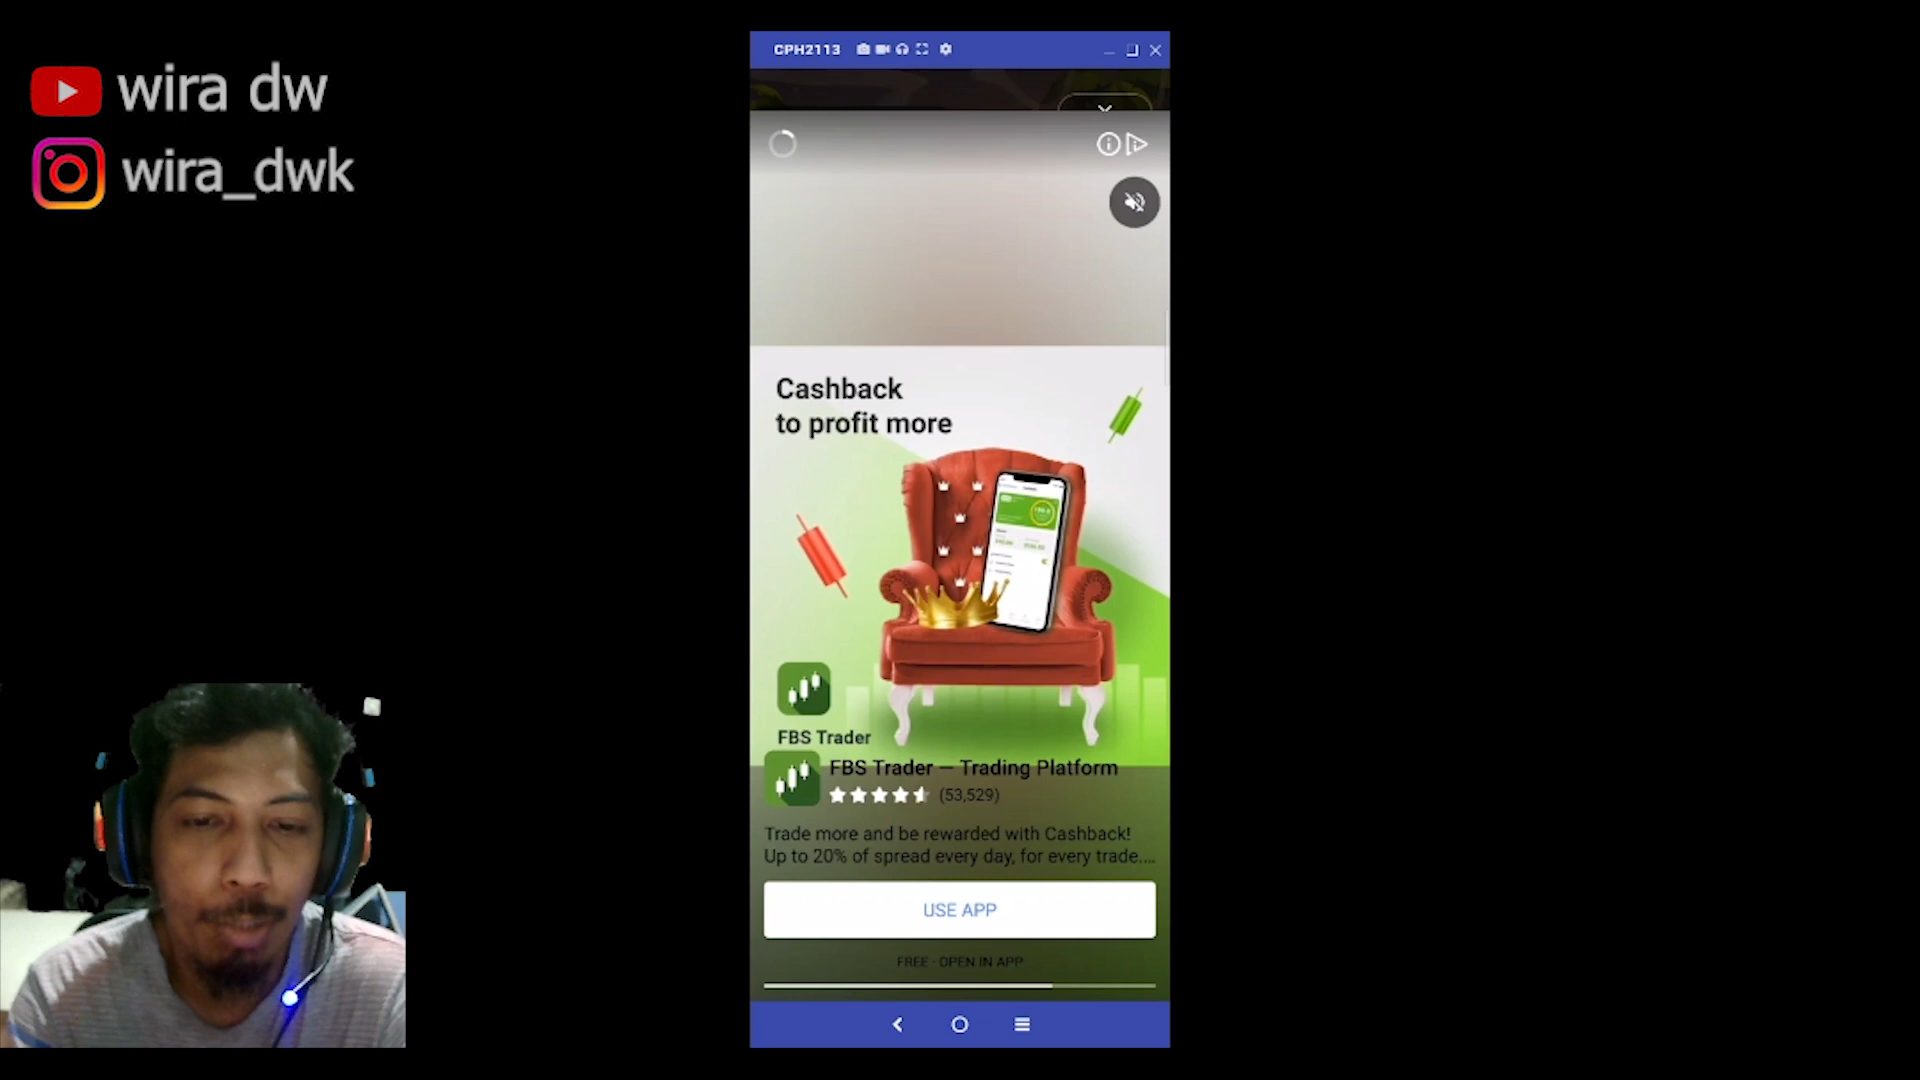 wira dw
wira_dwk
CPH2113
Cashback
to profit more
FBS Trader
FBS Trader — Trading Platform
(53,529)
Trade more and be rewarded with Cashback!
Up to 20% of spread every day, for every trade....
USE APP
FREE - OPEN IN APP